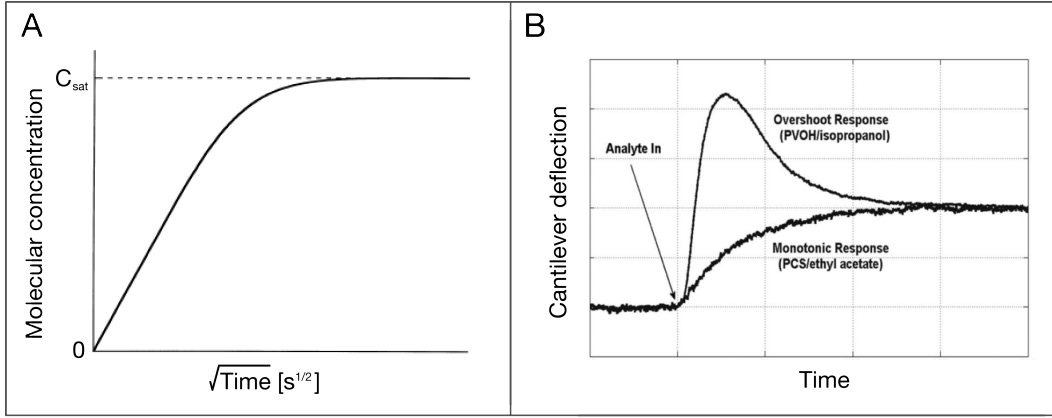 A
C_sat
Molecular concentration
0
√Time [s^1/2]
B
Cantilever deflection
Overshoot Response
(PVOH/isopropanol)
Analyte In
Monotonic Response
(PCS/ethyl acetate)
Time